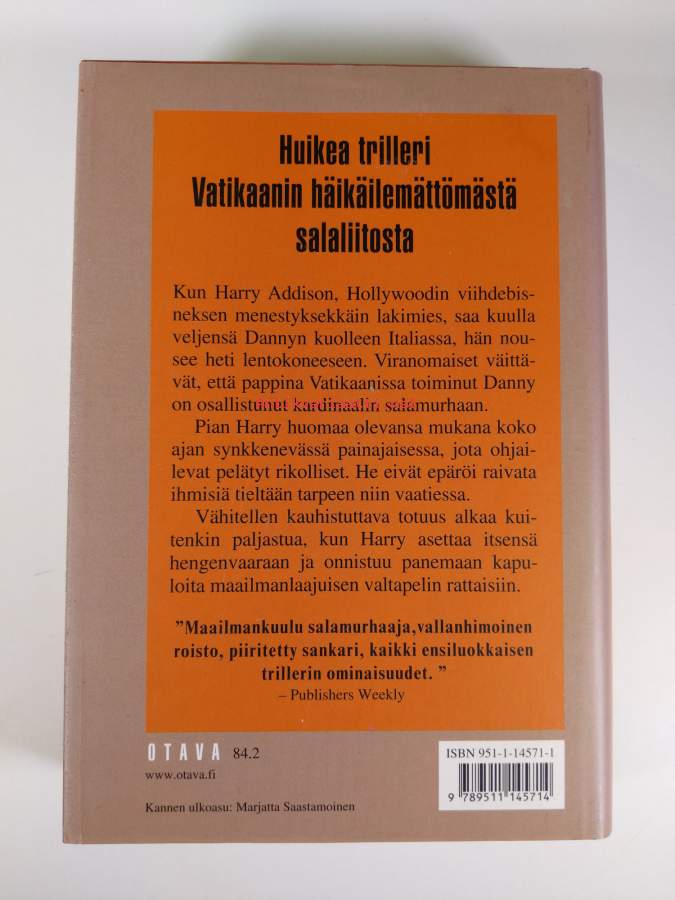 Huikea trilleri
Vatikaanin häikäilemättömästä
salaliitosta
Kun Harry Addison, Hollywoodin viihdebis-
neksen menestyksekkäin lakimies, saa kuulla
veljensä Dannyn kuolleen Italiassa, hän nou-
see heti lentokoneeseen. Viranomaiset väittä-
vät, että pappina Vatikaanissa toiminut Danny
on osallistunut kardinaalin salamurhaan.
Pian Harry huomaa olevansa mukana koko
ajan synkkenevässä painajaisessa, jota ohjai-
levat pelätyt rikolliset. He eivät epäröi raivata
ihmisiä tieltään tarpeen niin vaatiessa.
Vähitellen kauhistuttava totuus alkaa kui-
tenkin paljastua, kun Harry asettaa itsensä
hengenvaaraan ja onnistuu panemaan kapu-
loita maailmanlaajuisen valtapelin rattaisiin.
"Maailmankuulu salamurhaaja,vallanhimoinen
roisto, piiritetty sankari, kaikki ensiluokkaisen
trillerin ominaisuudet. "
– Publishers Weekly
OTAVA 84.2
www.otava.fi
Kannen ulkoasu: Marjatta Saastamoinen
ISBN 951-1-14571-1
9 789511 145714